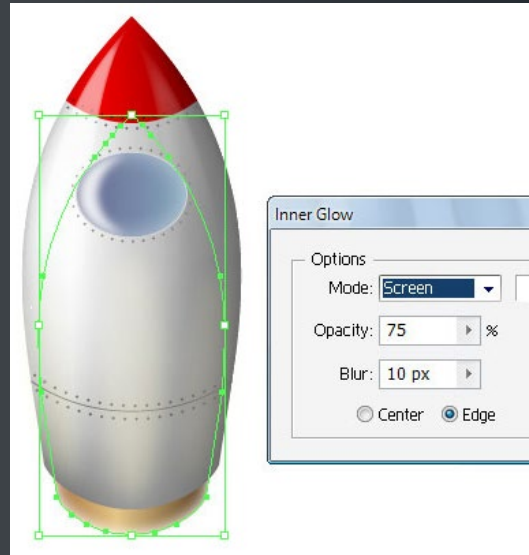 Inner Glow
Options
Mode: Screen
Opacity: 75 %
Blur: 10 px
Center Edge